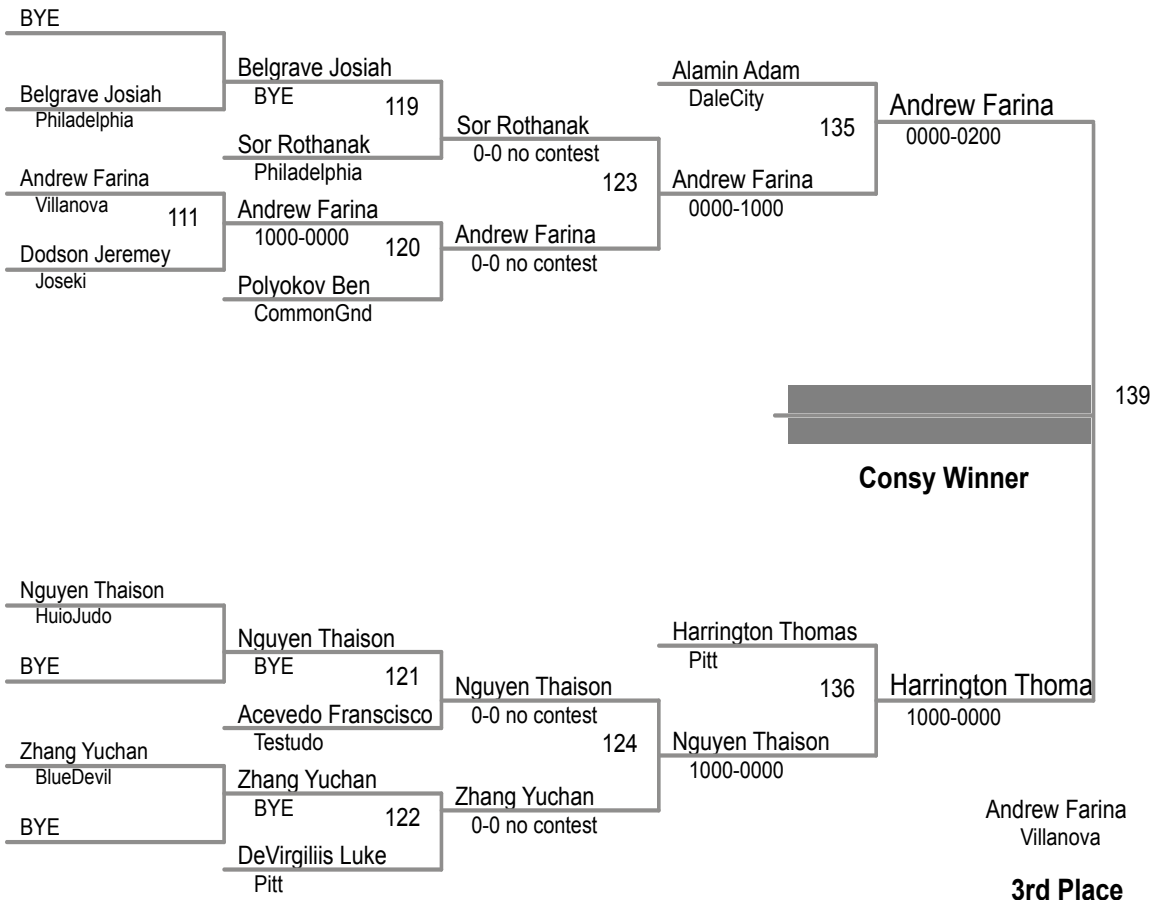 BYE
Belgrave Josiah
Philadelphia
Andrew Farina
Villanova
111
Dodson Jeremey
Joseki
Belgrave Josiah
BYE
119
Sor Rothanak
Philadelphia
Andrew Farina
1000-0000
120
Polyokov Ben
CommonGnd
Sor Rothanak
0-0 no contest
123
Andrew Farina
0-0 no contest
Alamin Adam
DaleCity
135
Andrew Farina
0000-1000
Andrew Farina
0000-0200
139
Consy Winner
Nguyen Thaison
HuioJudo
BYE
Zhang Yuchan
BlueDevil
BYE
Nguyen Thaison
BYE
121
Acevedo Franscisco
Testudo
Zhang Yuchan
BYE
122
DeVirgiliis Luke
Pitt
Nguyen Thaison
0-0 no contest
124
Zhang Yuchan
0-0 no contest
Harrington Thomas
Pitt
136
Nguyen Thaison
1000-0000
Harrington Thoma
1000-0000
Andrew Farina
Villanova
3rd Place